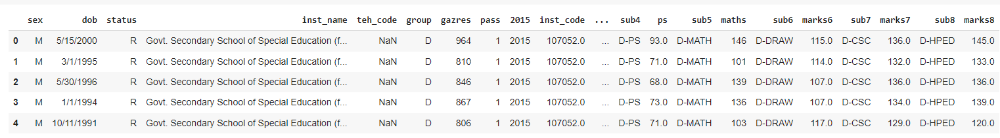 sex dob status inst_name teh_code group gazres pass 2015 inst_code ... sub4 ps sub5 maths sub6 marks6 sub7 marks7 sub8 marks8
0 M 5/15/2000 R Govt. Secondary School of Special Education (f... NaN D 964 1 2015 107052.0 ... D-PS 93.0 D-MATH 146 D-DRAW 115.0 D-CSC 136.0 D-HPED 145.0
1 M 3/1/1995 R Govt. Secondary School of Special Education (f... NaN D 810 1 2015 107052.0 ... D-PS 71.0 D-MATH 101 D-DRAW 114.0 D-CSC 132.0 D-HPED 133.0
2 M 5/30/1996 R Govt. Secondary School of Special Education (f... NaN D 846 1 2015 107052.0 ... D-PS 68.0 D-MATH 139 D-DRAW 107.0 D-CSC 136.0 D-HPED 136.0
3 M 1/1/1994 R Govt. Secondary School of Special Education (f... NaN D 867 1 2015 107052.0 ... D-PS 73.0 D-MATH 136 D-DRAW 107.0 D-CSC 134.0 D-HPED 139.0
4 M 10/11/1991 R Govt. Secondary School of Special Education (f... NaN D 806 1 2015 107052.0 ... D-PS 71.0 D-MATH 103 D-DRAW 117.0 D-CSC 129.0 D-HPED 120.0